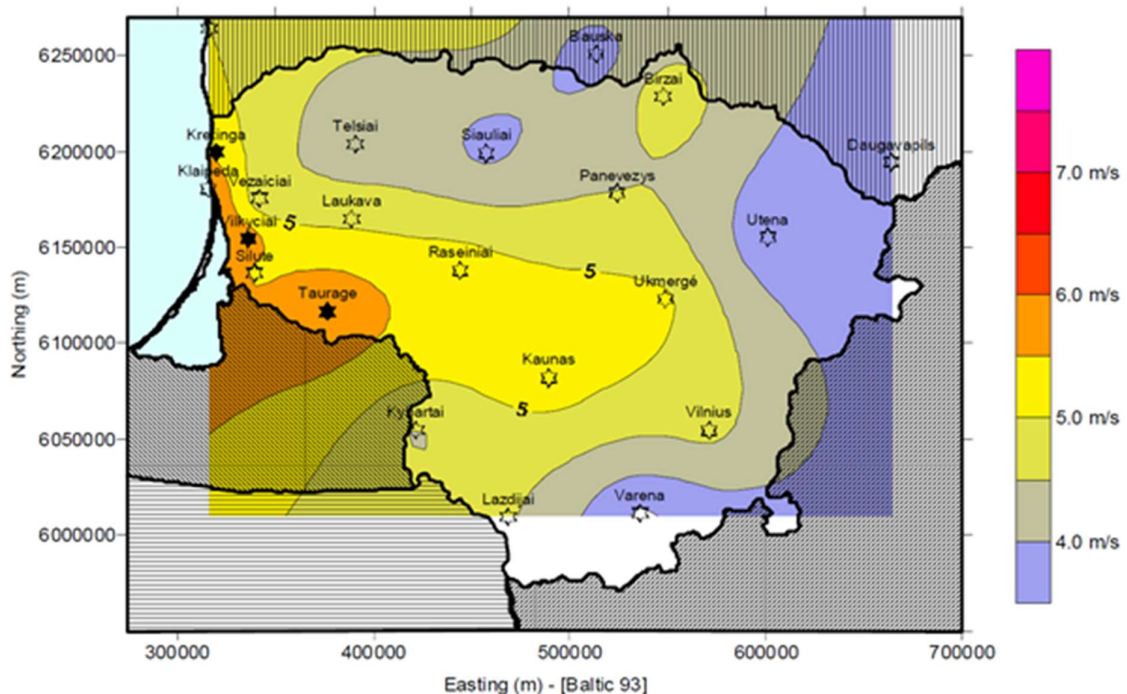 6250000
6200000
6150000
6100000
6050000
6000000
Northing (m)
300000
400000
500000
600000
700000
Easting (m) - [Baltic 93]
Bauska
Birzai
Kretinga
Telsiai
Siauliai
Daugavapils
Klaipeda
Vezaiciai
Panevezys
Laukava
Utena
Vilkyciai
5
Silute
Raseiniai
5
Ukmergé
Taurage
Kaunas
5
Kybartai
Vilnius
Lazdijai
Varena
7.0 m/s
6.0 m/s
5.0 m/s
4.0 m/s